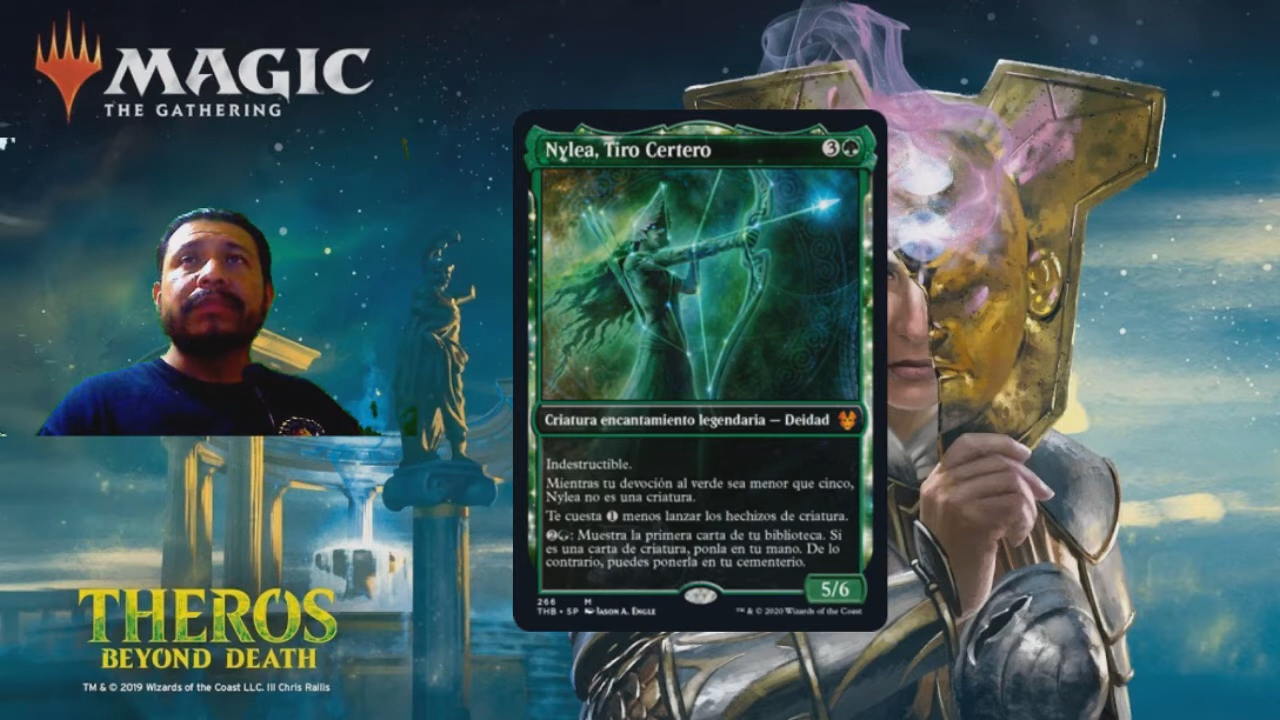 MAGIC
THE GATHERING
Nylea, Tiro Certero
3
Criatura encantamiento legendaria — Deidad
Indestructible.
Mientras tu devoción al verde sea menor que cinco,
Nylea no es una criatura.
Te cuesta 1 menos lanzar los hechizos de criatura.
2: Muestra la primera carta de tu biblioteca. Si
es una carta de criatura, ponla en tu mano. De lo
contrario, puedes ponerla en tu cementerio.
5/6
266 M
THB • SP JASON A. ENGLE
™ & © 2020 Wizards of the Coast
THEROS
BEYOND DEATH
TM & © 2019 Wizards of the Coast LLC. Ill Chris Rallis